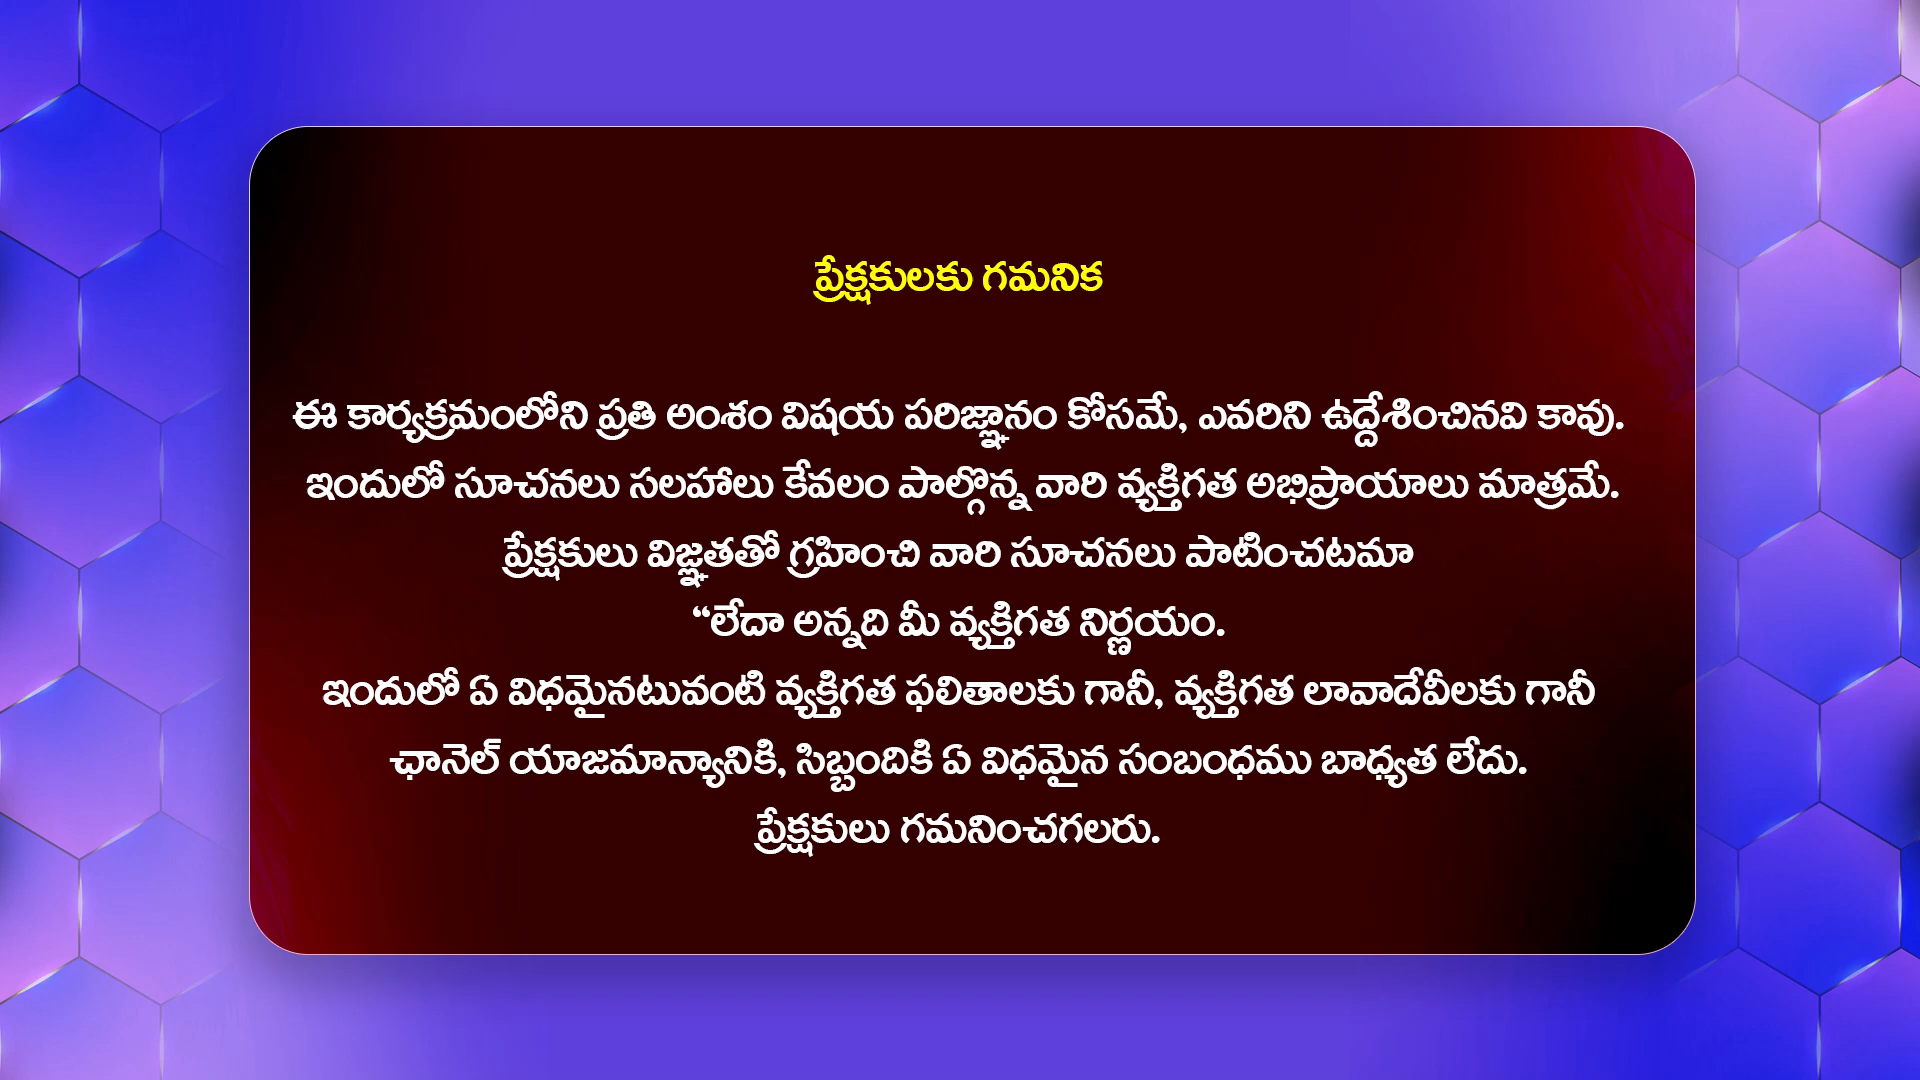 ప్రేక్షకులకు గమనిక
ఈ కార్యక్రమంలోని ప్రతి అంశం విషయ పరిజ్ఞానం కోసమే, ఎవరిని ఉద్దేశించినవి కావు.
ఇందులో సూచనలు సలహాలు కేవలం పాల్గొన్న వారి వ్యక్తిగత అభిప్రాయాలు మాత్రమే.
ప్రేక్షకులు విజ్ఞతతో గ్రహించి వారి సూచనలు పాటించటమా
“లేదా అన్నది మీ వ్యక్తిగత నిర్ణయం.
ఇందులో ఏ విధమైనటువంటి వ్యక్తిగత ఫలితాలకు గానీ, వ్యక్తిగత లావాదేవీలకు గానీ
ఛానెల్ యాజమాన్యానికి, సిబ్బందికి ఏ విధమైన సంబంధము బాధ్యత లేదు.
ప్రేక్షకులు గమనించగలరు.